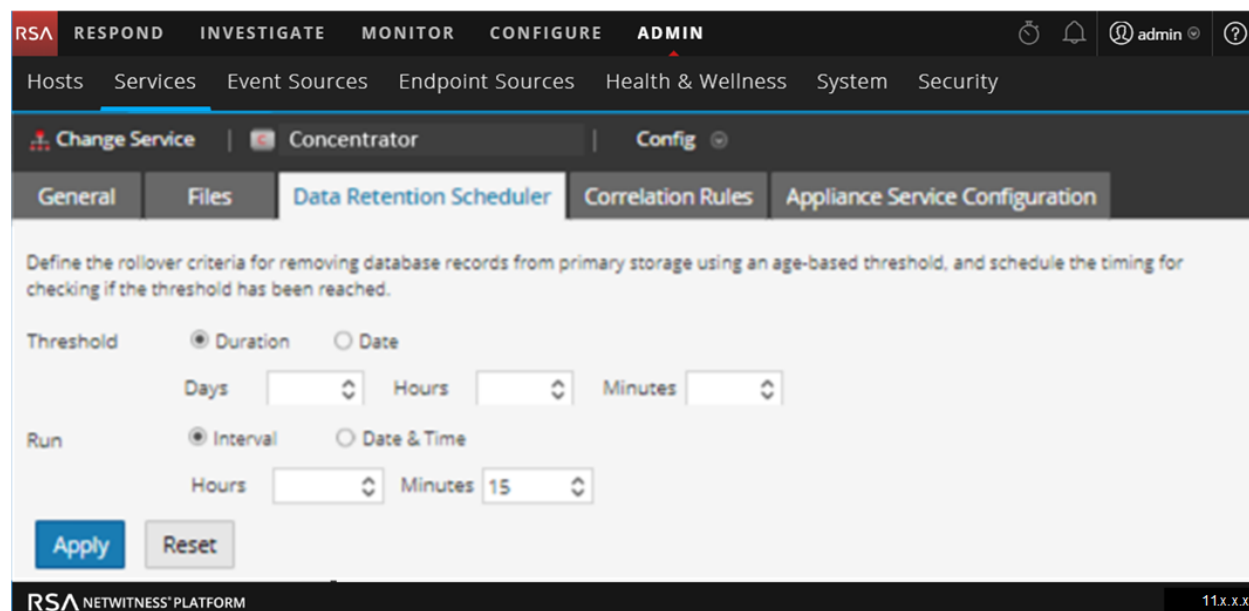 RSA RESPOND INVESTIGATE MONITOR CONFIGURE ADMIN admin ?
Hosts Services Event Sources Endpoint Sources Health & Wellness System Security
Change Service | C Concentrator | Config
General Files Data Retention Scheduler Correlation Rules Appliance Service Configuration
Define the rollover criteria for removing database records from primary storage using an age-based threshold, and schedule the timing for
checking if the threshold has been reached.
Threshold Duration Date
Days Hours Minutes
Run Interval Date & Time
Hours Minutes 15
Apply Reset
RSA NETWITNESS® PLATFORM 11.x.x.x